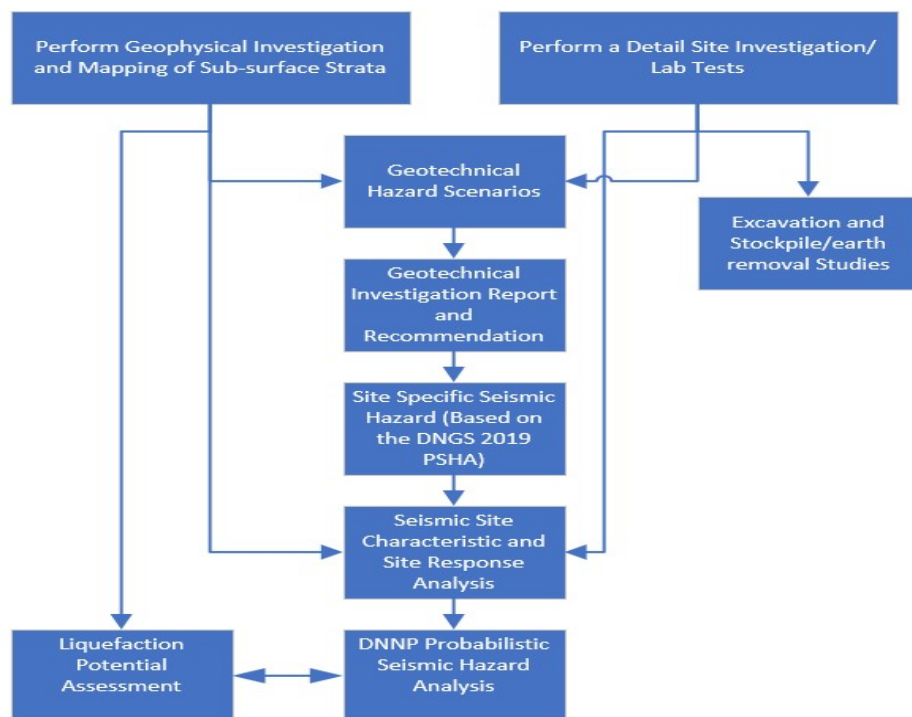 Perform Geophysical Investigation
and Mapping of Sub-surface Strata
Perform a Detail Site Investigation/
Lab Tests
Geotechnical
Hazard Scenarios
Excavation and
Stockpile/earth
removal Studies
Geotechnical
Investigation Report
and
Recommendation
Site Specific Seismic
Hazard (Based on
the DNGS 2019
PSHA)
Seismic Site
Characteristic and
Site Response
Analysis
Liquefaction
Potential
Assessment
DNNP Probabilistic
Seismic Hazard
Analysis